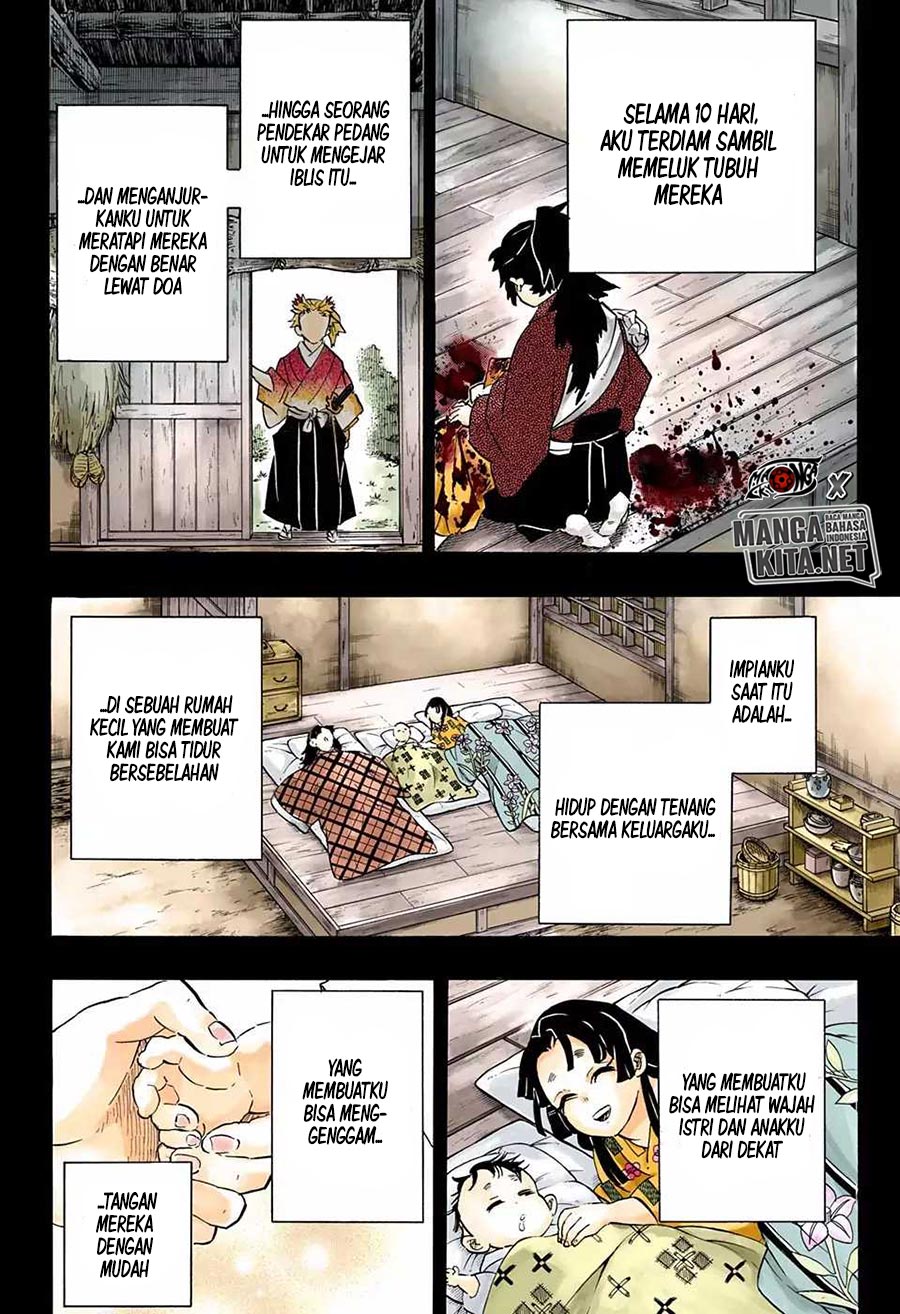 SELAMA 10 HARI,
AKU TERDIAM SAMBIL
MEMELUK TUBUH
MEREKA
...HINGGA SEORANG
PENDEKAR PEDANG
UNTUK MENGEJAR
IBLIS ITU...
...DAN MENGANJUR-
KANKU UNTUK
MERATAPI MEREKA
DENGAN BENAR
LEWAT DOA
X
MANGA
KITA.NET
BACA MANGA
BAHASA
INDONESIA
IMPIANKU
SAAT ITU
ADALAH...
HIDUP DENGAN TENANG
BERSAMA KELUARGAKU...
...DI SEBUAH RUMAH
KECIL YANG MEMBUAT
KAMI BISA TIDUR
BERSEBELAHAN
YANG MEMBUATKU
BISA MELIHAT WAJAH
ISTRI DAN ANAKKU
DARI DEKAT
YANG
MEMBUATKU
BISA MENG-
GENGGAM...
...TANGAN
MEREKA
DENGAN
MUDAH